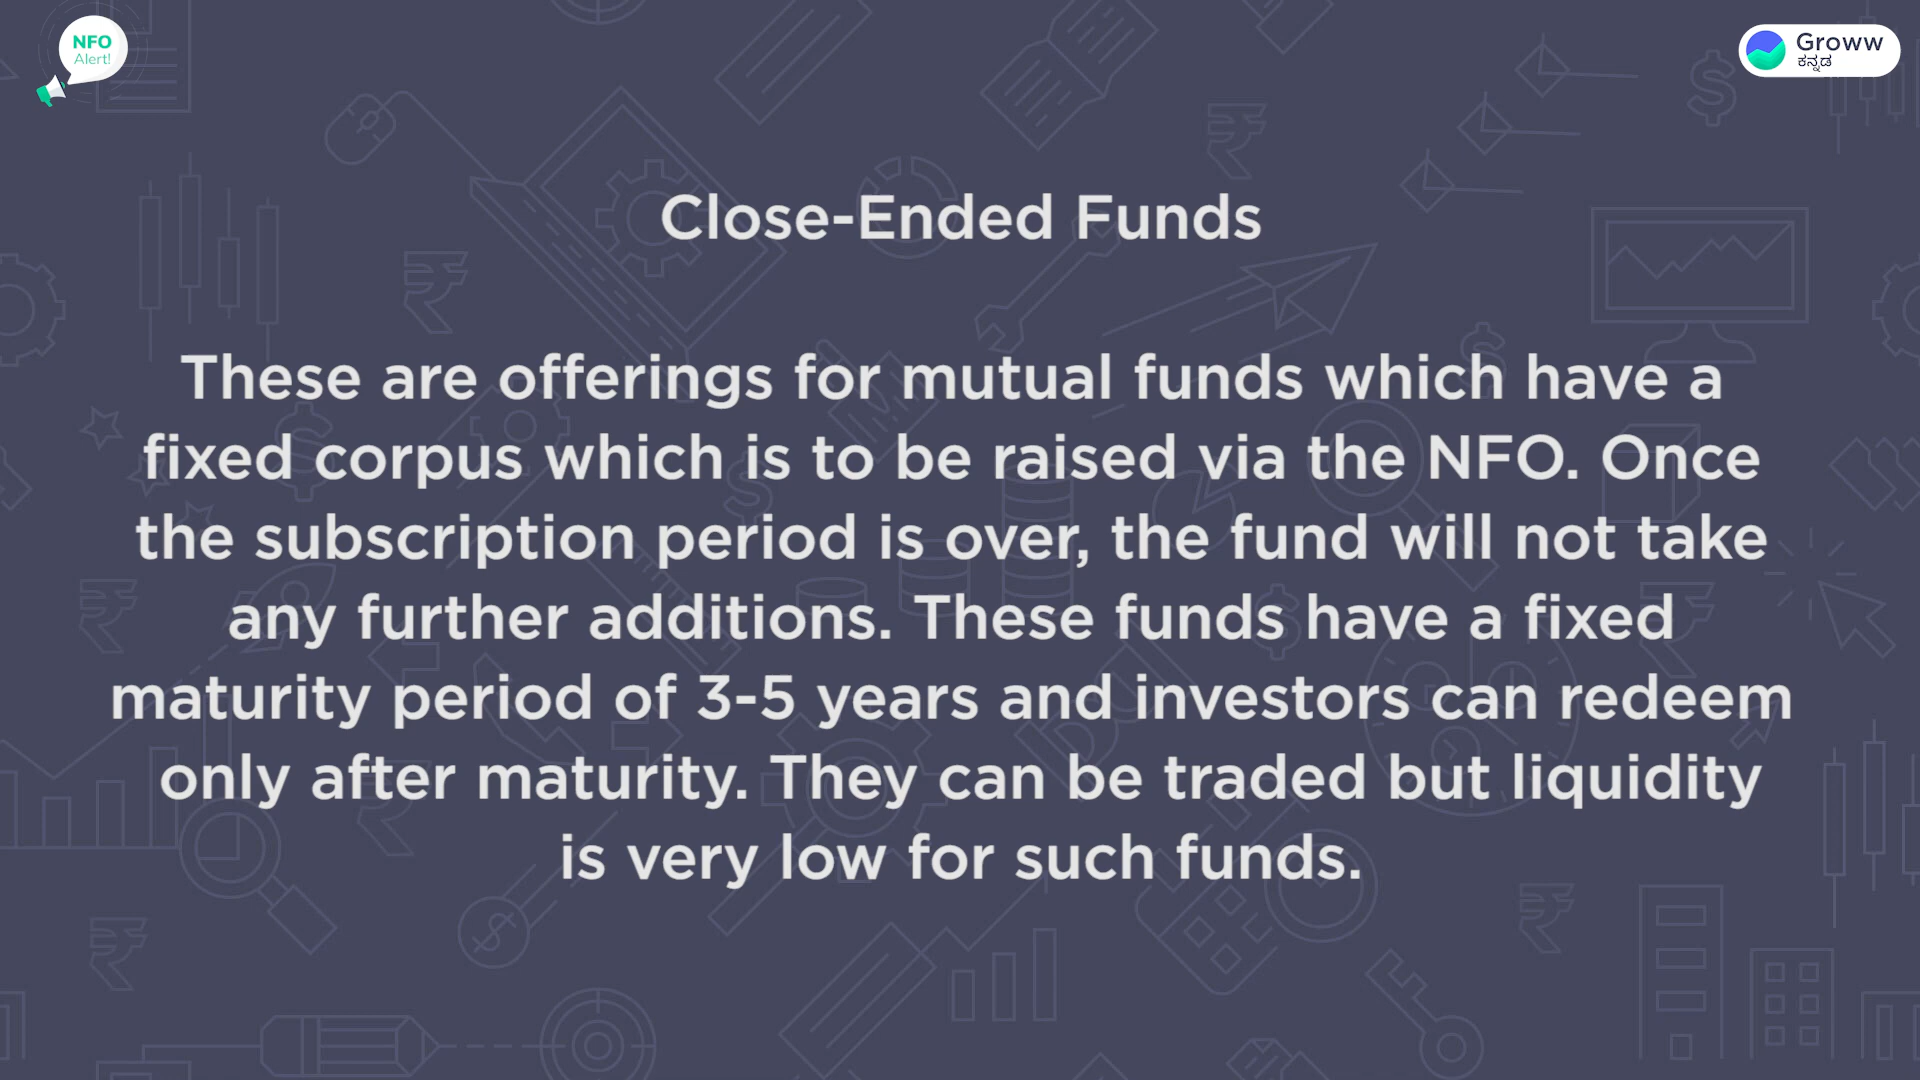 NFO
Alert!
Groww
ಕನ್ನಡ
Close-Ended Funds
These are offerings for mutual funds which have a
fixed corpus which is to be raised via the NFO. Once
the subscription period is over, the fund will not take
any further additions. These funds have a fixed
maturity period of 3-5 years and investors can redeem
only after maturity. They can be traded but liquidity
is very low for such funds.